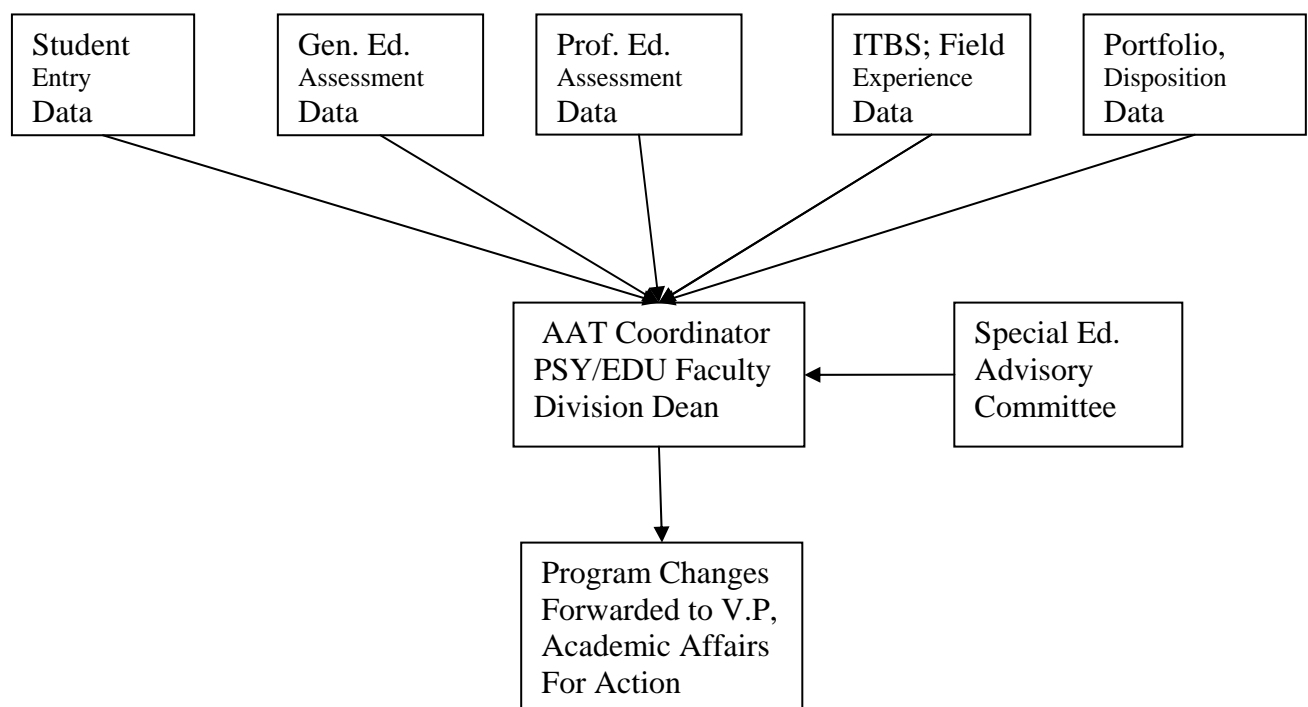 Student
Entry
Data
Gen. Ed.
Assessment
Data
Prof. Ed.
Assessment
Data
ITBS; Field
Experience
Data
Portfolio,
Disposition
Data
AAT Coordinator
PSY/EDU Faculty
Division Dean
Special Ed.
Advisory
Committee
Program Changes
Forwarded to V.P,
Academic Affairs
For Action